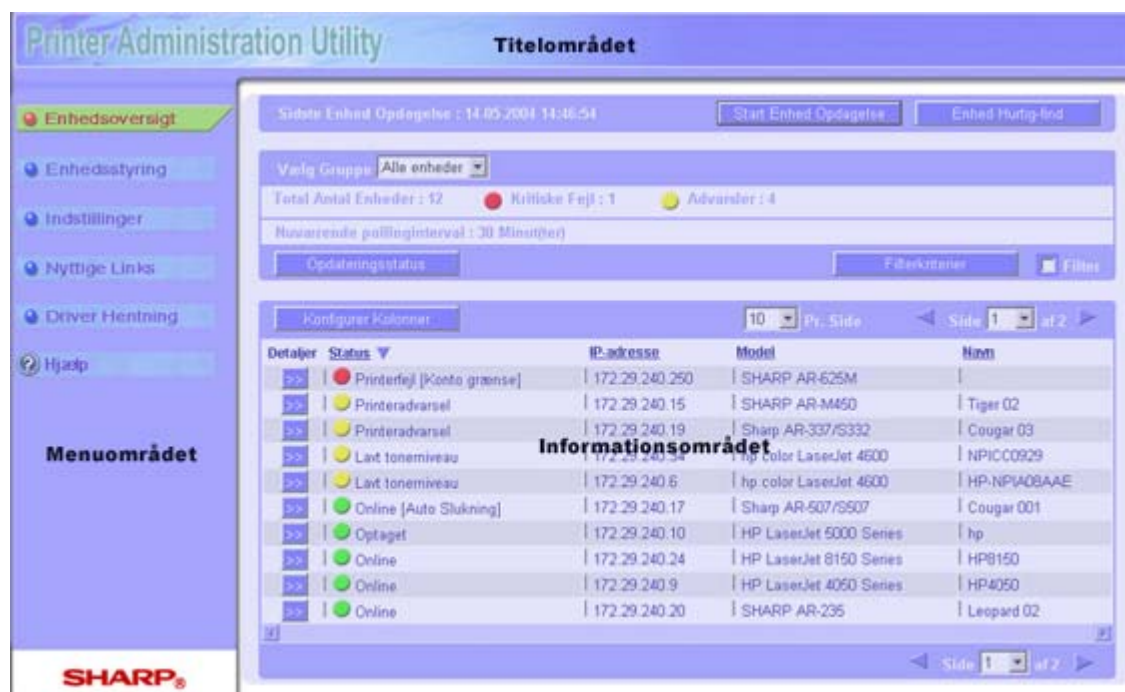 Printer Administration Utility
Titelområdet
Enhedsoversigt
Enhedsstyring
Indstillinger
Nyttige Links
Driver Hentning
Hjælp
Menuområdet
SHARP®
Sidste Enhed Opdagelse : 14.05.2004 14:46:54 Start Enhed Opdagelse Enhed Hurtig-find
Vælg Gruppe Alle enheder
Total Antal Enheder : 12 Kritiske Fejl : 1 Advarsler : 4
Nuværende pollinginterval : 30 Minut(ter)
Opdateringsstatus Filterkriterier Filter
Konfigurer Kolonner 10 Pr. Side Side 1 af 2
Detaljer Status IP-adresse Model Navn
>> Printerfejl [Konto grænse] 172.29.240.250 SHARP AR-625M
>> Printeradvarsel 172.29.240.15 SHARP AR-M450 Tiger 02
>> Printeradvarsel 172.29.240.19 Sharp AR-337/S332 Cougar 03
Informationsområdet
>> Lavt tonerniveau hp color LaserJet 4600 NPICC0929
>> Lavt tonerniveau 172.29.240.6 hp color LaserJet 4600 HP-NPIA08AAE
>> Online [Auto Slukning] 172.29.240.17 Sharp AR-507/S507 Cougar 001
>> Optaget 172.29.240.10 HP LaserJet 5000 Series hp
>> Online 172.29.240.24 HP LaserJet 8150 Series HP8150
>> Online 172.29.240.9 HP LaserJet 4050 Series HP4050
>> Online 172.29.240.20 SHARP AR-235 Leopard 02
Side 1 af 2